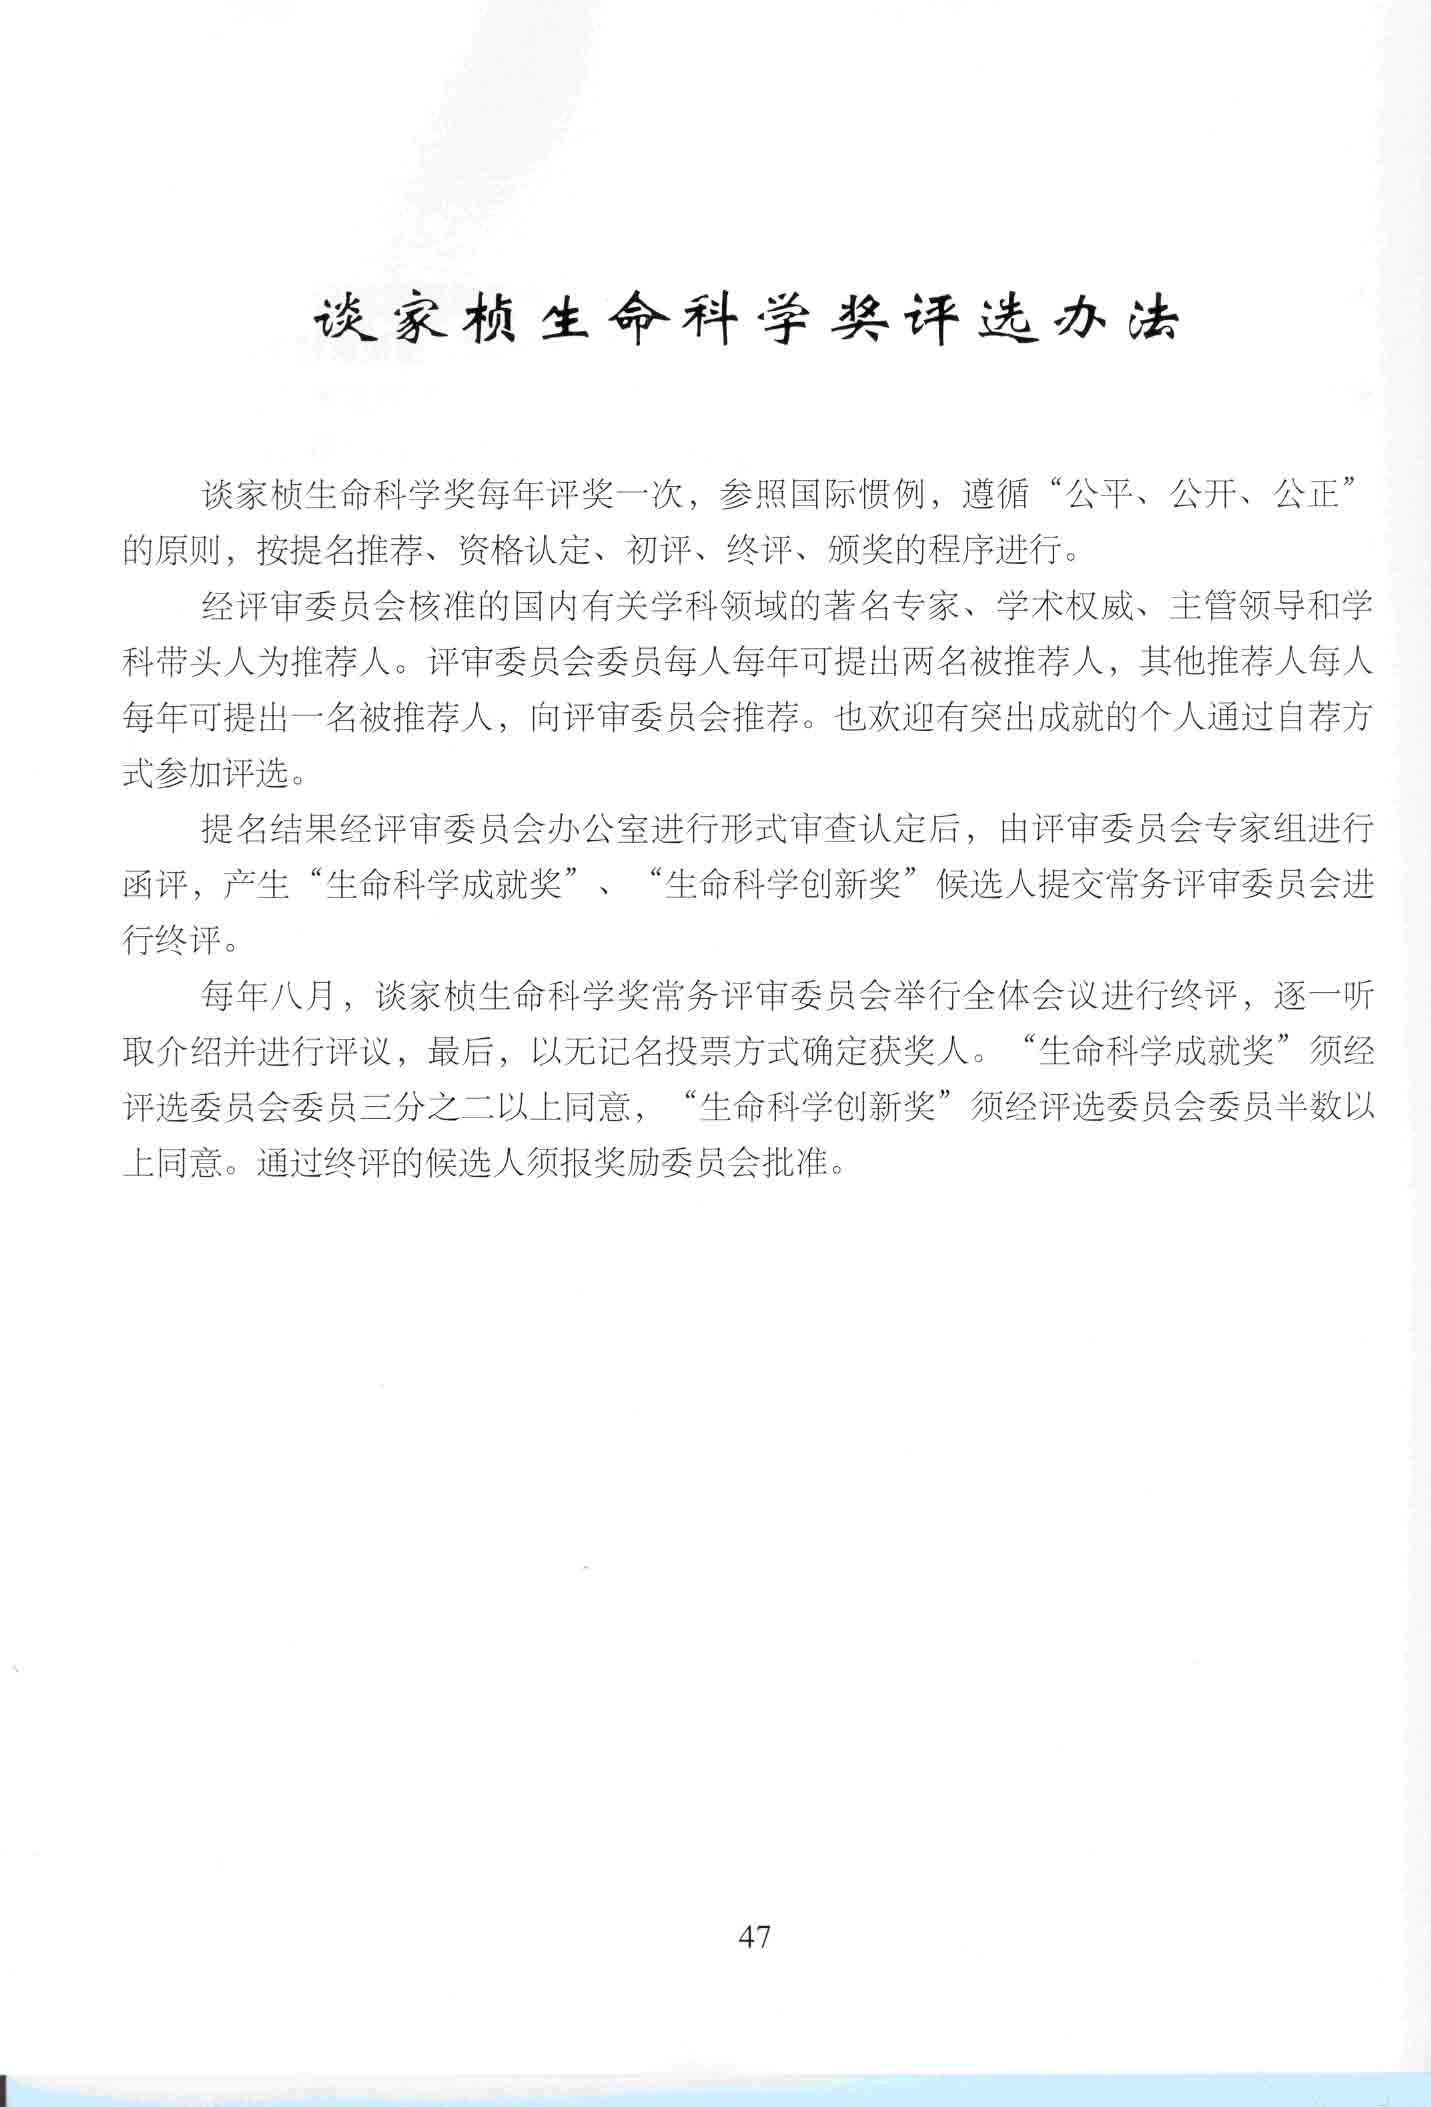 谈家桢生命科学奖评选办法
谈家桢生命科学奖每年评奖一次，参照国际惯例，遵循“公平、公开、公正”
的原则，按提名推荐、资格认定、初评、终评、颁奖的程序进行。
经评审委员会核准的国内有关学科领域的著名专家、学术权威、主管领导和学
科带头人为推荐人。评审委员会委员每人每年可提出两名被推荐人，其他推荐人每人
每年可提出一名被推荐人，向评审委员会推荐。也欢迎有突出成就的个人通过自荐方
式参加评选。
提名结果经评审委员会办公室进行形式审查认定后，由评审委员会专家组进行
函评，产生“生命科学成就奖”、“生命科学创新奖”候选人提交常务评审委员会进
行终评。
每年八月，谈家桢生命科学奖常务评审委员会举行全体会议进行终评，逐一听
取介绍并进行评议，最后，以无记名投票方式确定获奖人。“生命科学成就奖”须经
评选委员会委员三分之二以上同意，“生命科学创新奖”须经评选委员会委员半数以
上同意。通过终评的候选人须报奖励委员会批准。
47